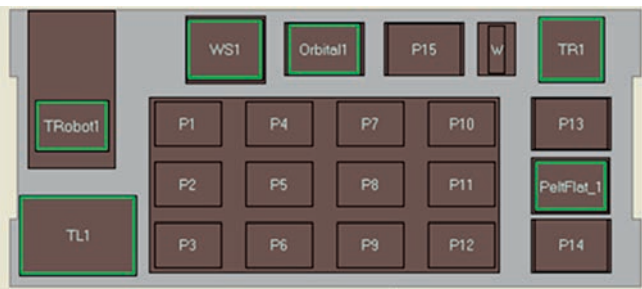 WS1 Orbital1 P15 W TR1
TRobot1 P1 P4 P7 P10 P13
P2 P5 P8 P11 PeltFlat_1
TL1 P3 P6 P9 P12 P14